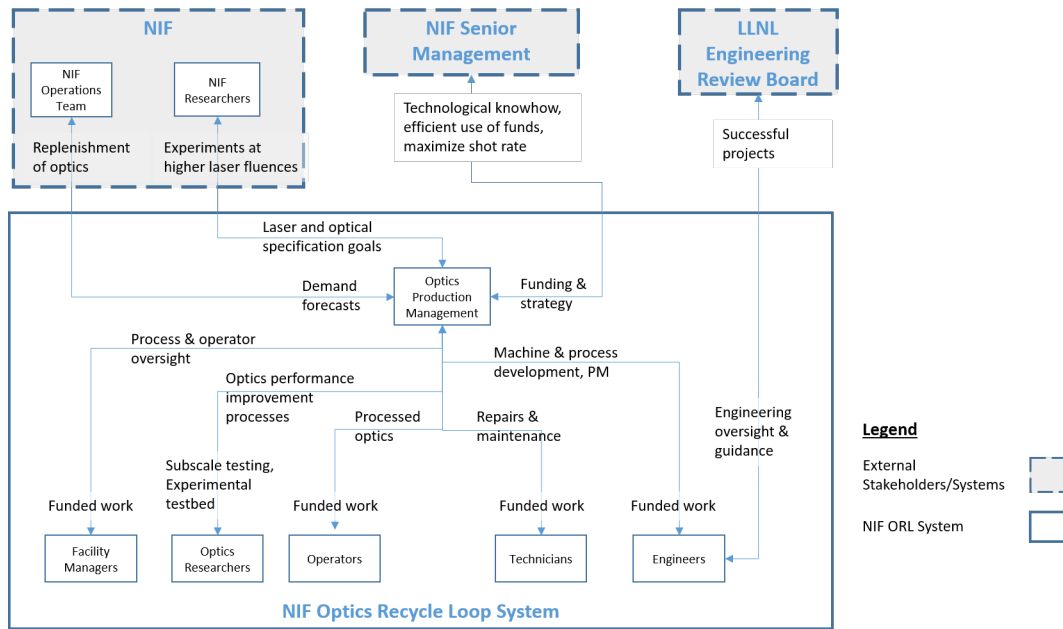 NIF
NIF
Operations
Team
NIF
Researchers
Replenishment
of optics
Experiments at
higher laser fluences
NIF Senior
Management
Technological knowhow,
efficient use of funds,
maximize shot rate
LLNL
Engineering
Review Board
Successful
projects
Laser and optical
specification goals
Demand
forecasts
Optics
Production
Management
Funding &
strategy
Process & operator
oversight
Machine & process
development, PM
Optics performance
improvement
processes
Processed
optics
Repairs &
maintenance
Engineering
oversight &
guidance
Subscale testing,
Experimental
testbed
Funded work
Funded work
Funded work
Funded work
Facility
Managers
Optics
Researchers
Operators
Technicians
Engineers
NIF Optics Recycle Loop System
Legend
External
Stakeholders/Systems
NIF ORL System